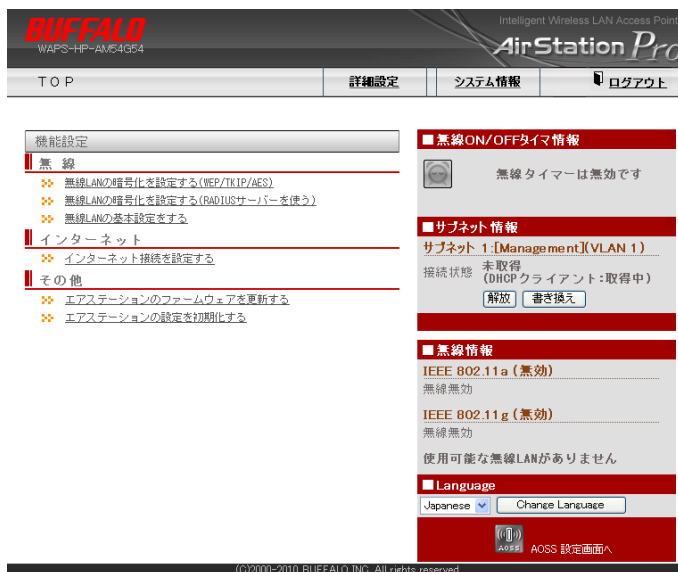 BUFFALO
WAPS-HP-AM54G54
Intelligent Wireless LAN Access Point
AirStation Pro
TOP
詳細設定
システム情報
ログアウト
機能設定
無 線
無線LANの暗号化を設定する(WEP/TKIP/AES)
無線LANの暗号化を設定する(RADIUSサーバーを使う)
無線LANの基本設定をする
インターネット
インターネット接続を設定する
その他
エアステーションのファームウェアを更新する
エアステーションの設定を初期化する
■無線ON/OFFタイマ情報
無線タイマーは無効です
■サブネット情報
サブネット 1:[Management](VLAN 1)
接続状態 未取得
(DHCPクライアント:取得中)
解放 書き換え
■無線情報
IEEE 802.11a (無効)
無線無効
IEEE 802.11g (無効)
無線無効
使用可能な無線LANがありません
■Language
Japanese Change Language
AOSS AOSS 設定画面へ
(C)2000-2010 BUFFALO INC. All rights reserved